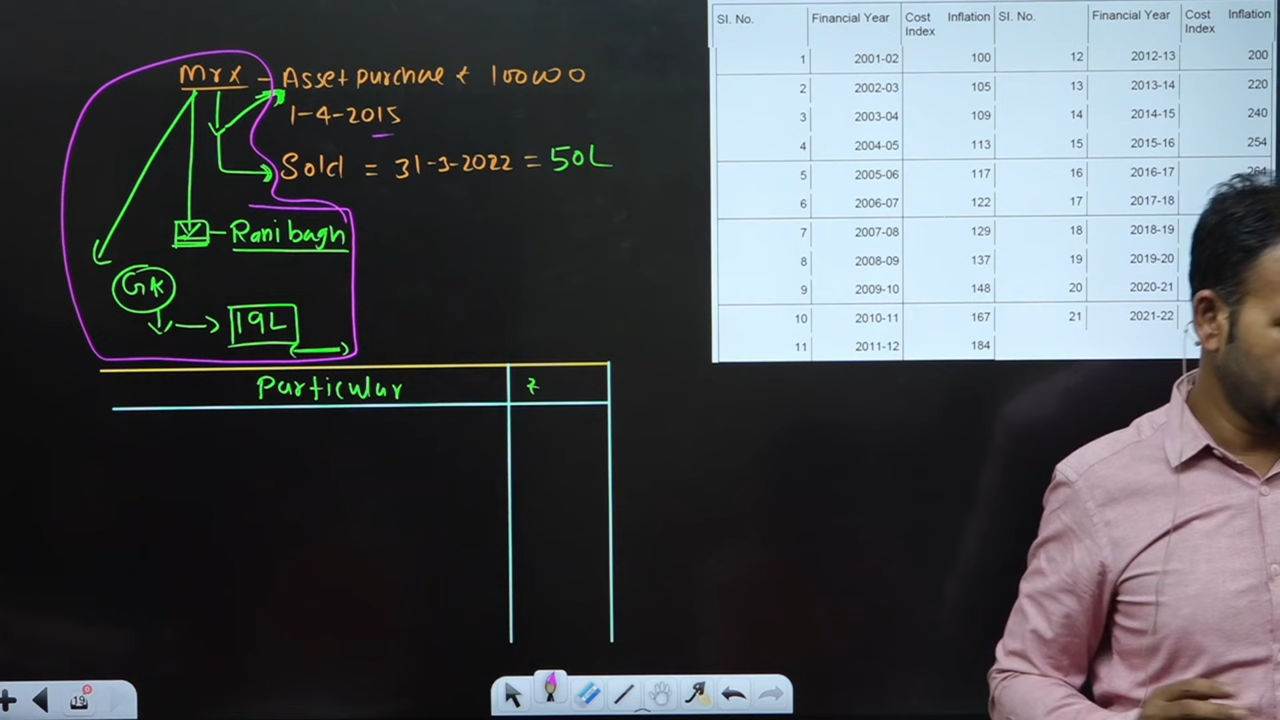 Mr X - Asset purchase ₹ 100000
1-4-2015
Sold = 31-3-2022 = 50L
Rani bagh
GK
19L
Particular ₹
Sl. No. Financial Year Cost Inflation Index Sl. No. Financial Year Cost Inflation Index
1 2001-02 100 12 2012-13 200
2 2002-03 105 13 2013-14 220
3 2003-04 109 14 2014-15 240
4 2004-05 113 15 2015-16 254
5 2005-06 117 16 2016-17 264
6 2006-07 122 17 2017-18
7 2007-08 129 18 2018-19
8 2008-09 137 19 2019-20
9 2009-10 148 20 2020-21
10 2010-11 167 21 2021-22
11 2011-12 184
19